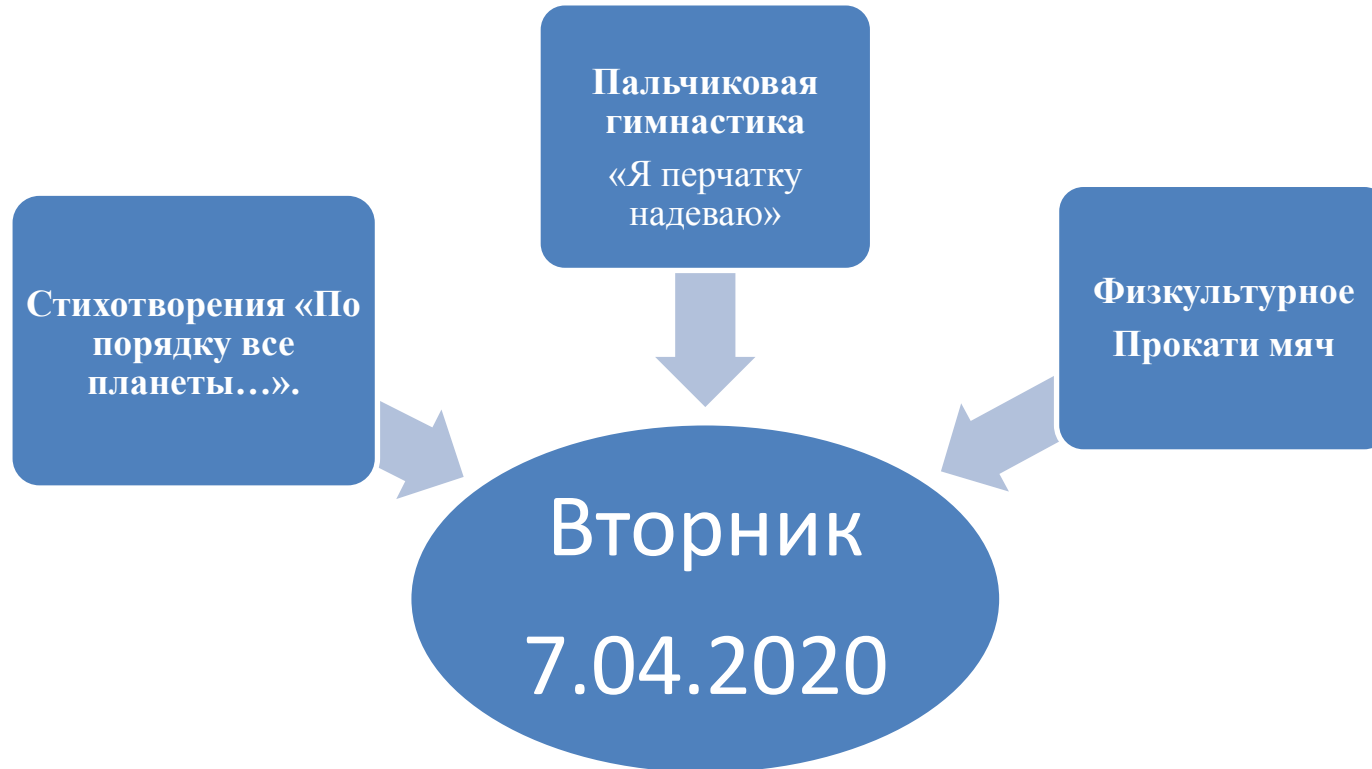 Стихотворения «По
порядку все
планеты…».
Пальчиковая
гимнастика
«Я перчатку
надеваю»
Физкультурное
Прокати мяч
Вторник
7.04.2020